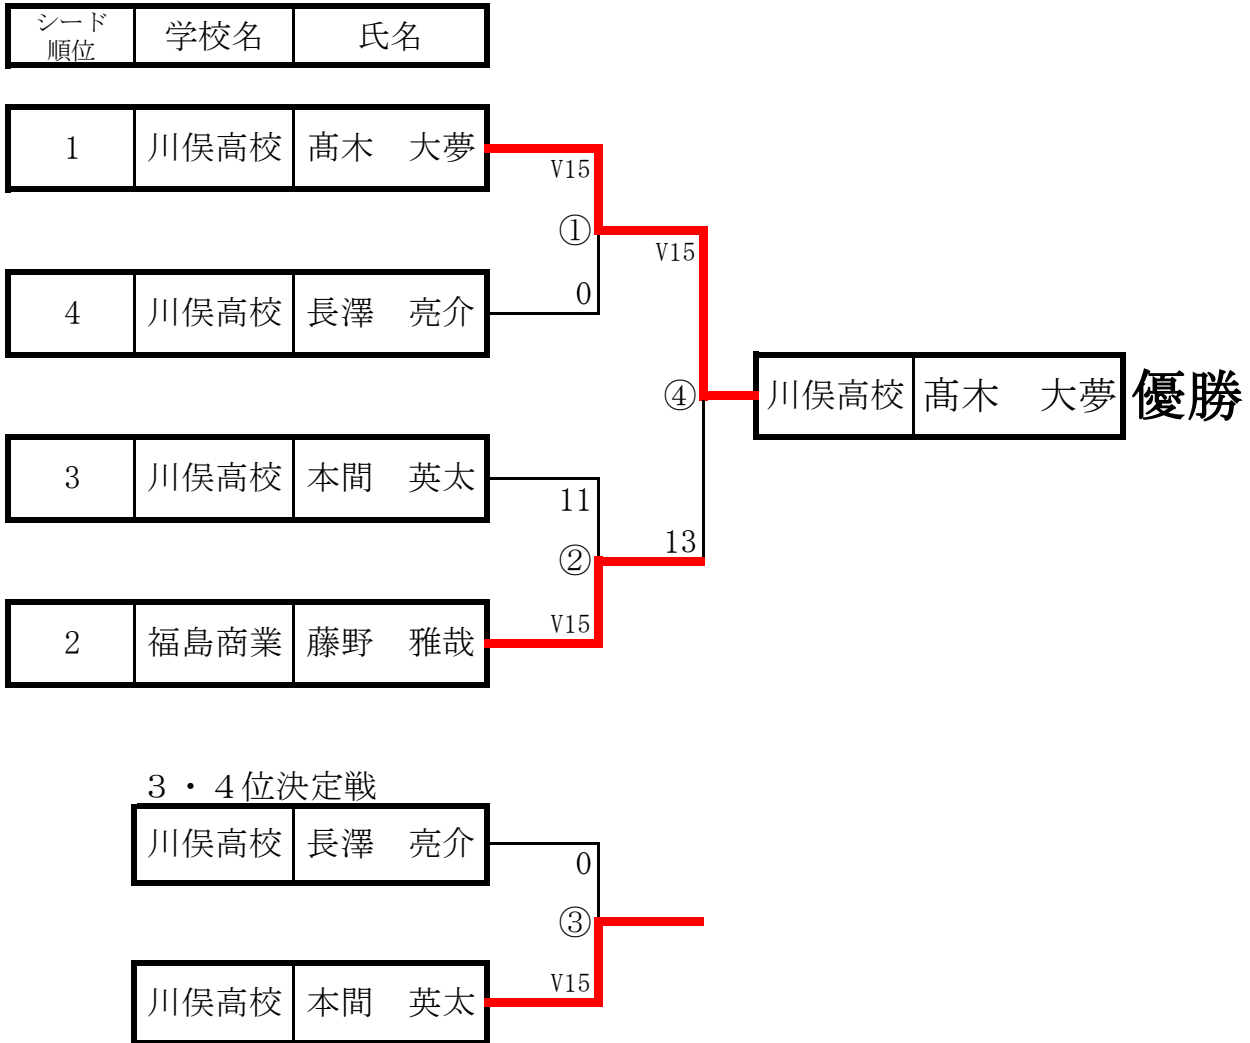 シード順位 学校名 氏名
1 川俣高校 髙木　大夢
V15
①
V15
4 川俣高校 長澤　亮介
0
④
川俣高校 髙木　大夢 優勝
3 川俣高校 本間　英太
11
13
②
2 福島商業 藤野　雅哉
V15
３・４位決定戦
川俣高校 長澤　亮介
0
③
川俣高校 本間　英太
V15